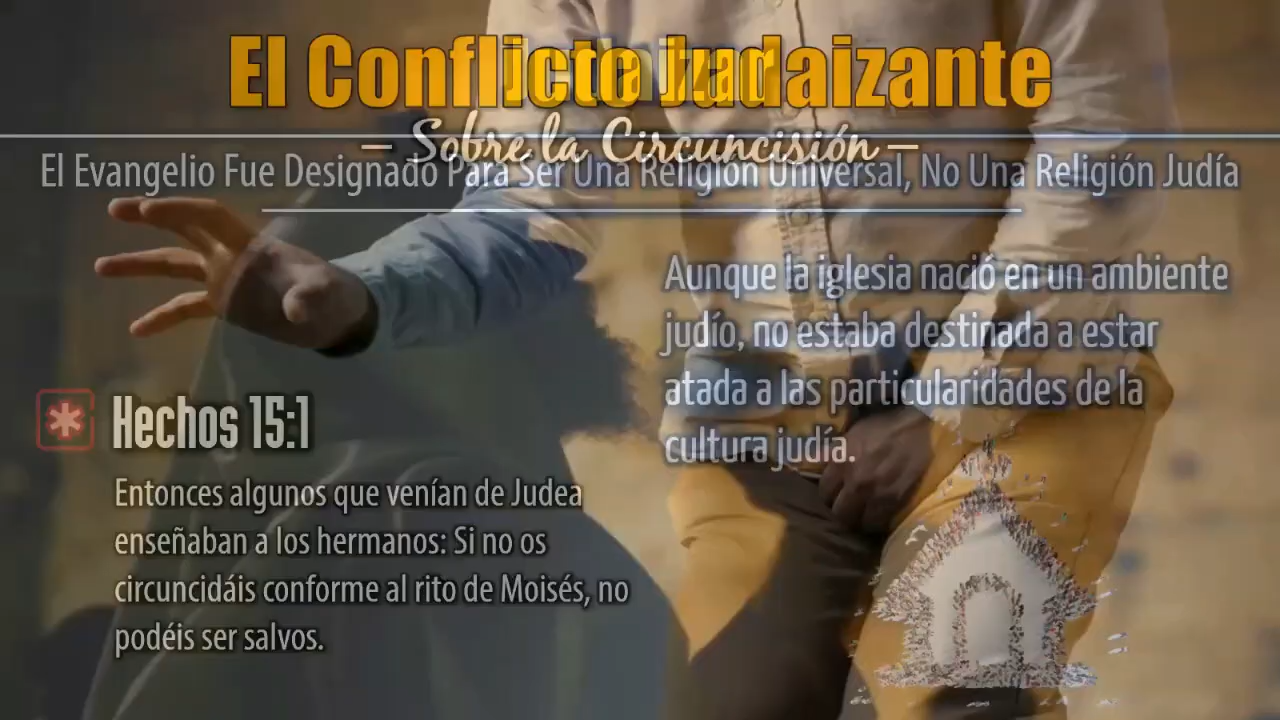 El Conflicto Judaizante
Sobre la Circuncisión
El Evangelio Fue Designado Para Ser Una Religión Universal, No Una Religión Judía
Aunque la iglesia nació en un ambiente
judío, no estaba destinada a estar
atada a las particularidades de la
cultura judía.
Hechos 15:1
Entonces algunos que venían de Judea
enseñaban a los hermanos: Si no os
circuncidáis conforme al rito de Moisés, no
podéis ser salvos.